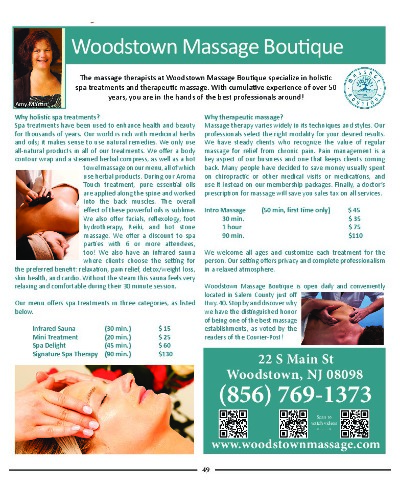 Woodstown Massage Boutique
Amy Martin
The massage therapists at Woodstown Massage Boutique specialize in holistic
spa treatments and therapeutic massage. With cumulative experience of over 50
years, you are in the hands of the best professionals around!
Why holistic spa treatments?
Spa treatments have been used to enhance health and beauty
for thousands of years. Our world is rich with medicinal herbs
and oils; it makes sense to use natural remedies. We only use
all-natural products in all of our treatments. We offer a body
contour wrap and a steamed herbal compress, as well as a hot
towel massage on our menu, all of which
use herbal products. During our Aroma
Touch treatment, pure essential oils
are applied along the spine and worked
into the back muscles. The overall
effect of these powerful oils is sublime.
We also offer facials, reflexology, foot
hydrotherapy, Reiki, and hot stone
massage. We offer a discount to spa
parties with 6 or more attendees,
too! We also have an infrared sauna
where clients choose the setting for
the preferred benefit: relaxation, pain relief, detox/weight loss,
skin health, and cardio. Without the steam this sauna feels very
relaxing and comfortable during their 30 minute session.
Our menu offers spa treatments in three categories, as listed
below.
Infrared Sauna (30 min.) $ 15
Mini Treatment (20 min.) $ 25
Spa Delight (45 min.) $ 60
Signature Spa Therapy (90 min.) $130
Why therapeutic massage?
Massage therapy varies widely in its techniques and styles. Our
professionals select the right modality for your desired results.
We have steady clients who recognize the value of regular
massage for relief from chronic pain. Pain management is a
key aspect of our business and one that keeps clients coming
back. Many people have decided to save money usually spent
on chiropractic or other medical visits or medications, and
use it instead on our membership packages. Finally, a doctor's
prescription for massage will save you sales tax on all services.
Intro Massage (50 min, first time only) $ 45
30 min. $ 35
1 hour $ 75
90 min. $110
We welcome all ages and customize each treatment for the
person. Our setting offers privacy and complete professionalism
in a relaxed atmosphere.
Woodstown Massage Boutique is open daily and conveniently
located in Salem County just off
Hwy. 40. Stop by and discover why
we have the distinguished honor
of being one of the best massage
establishments, as voted by the
readers of the Courier-Post!
22 S Main St
Woodstown, NJ 08098
(856) 769-1373
Scan to
watch videos
www.woodstownmassage.com
49